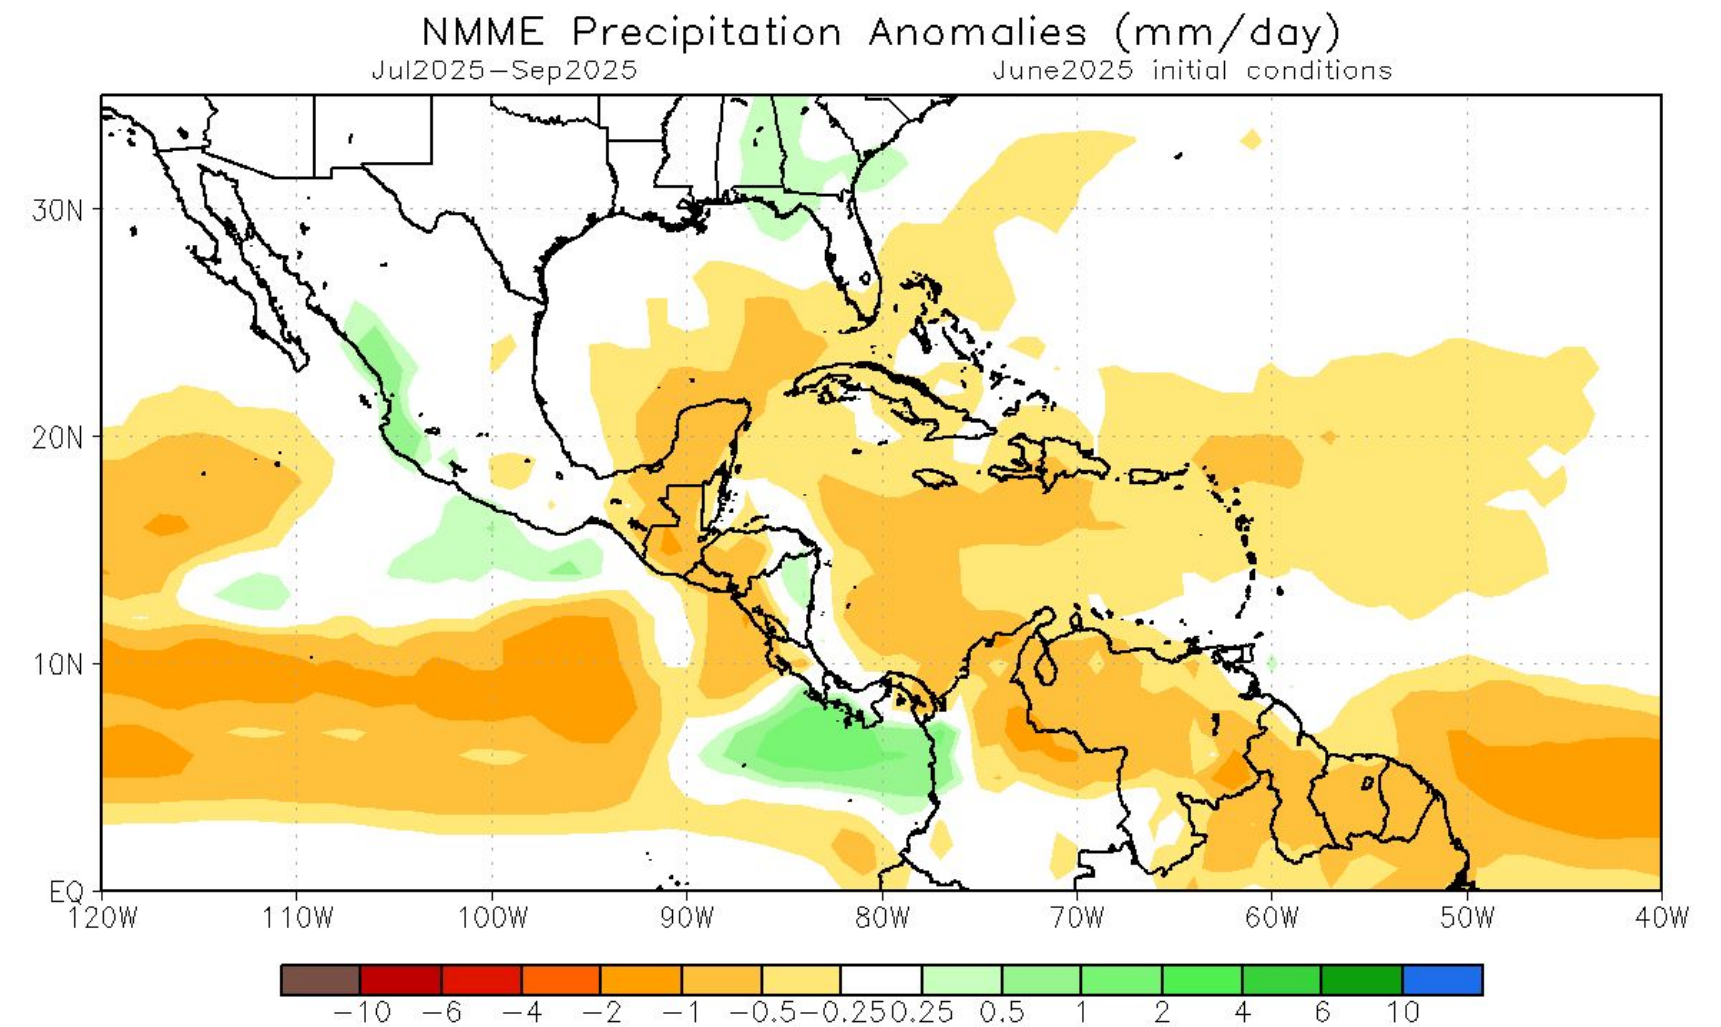 NMME Precipitation Anomalies (mm/day)
Jul2025-Sep2025 June2025 initial conditions
30N
20N
10N
EQ
120W 110W 100W 90W 80W 70W 60W 50W 40W
-10 -6 -4 -2 -1 -0.5 -0.25 0.25 0.5 1 2 4 6 10